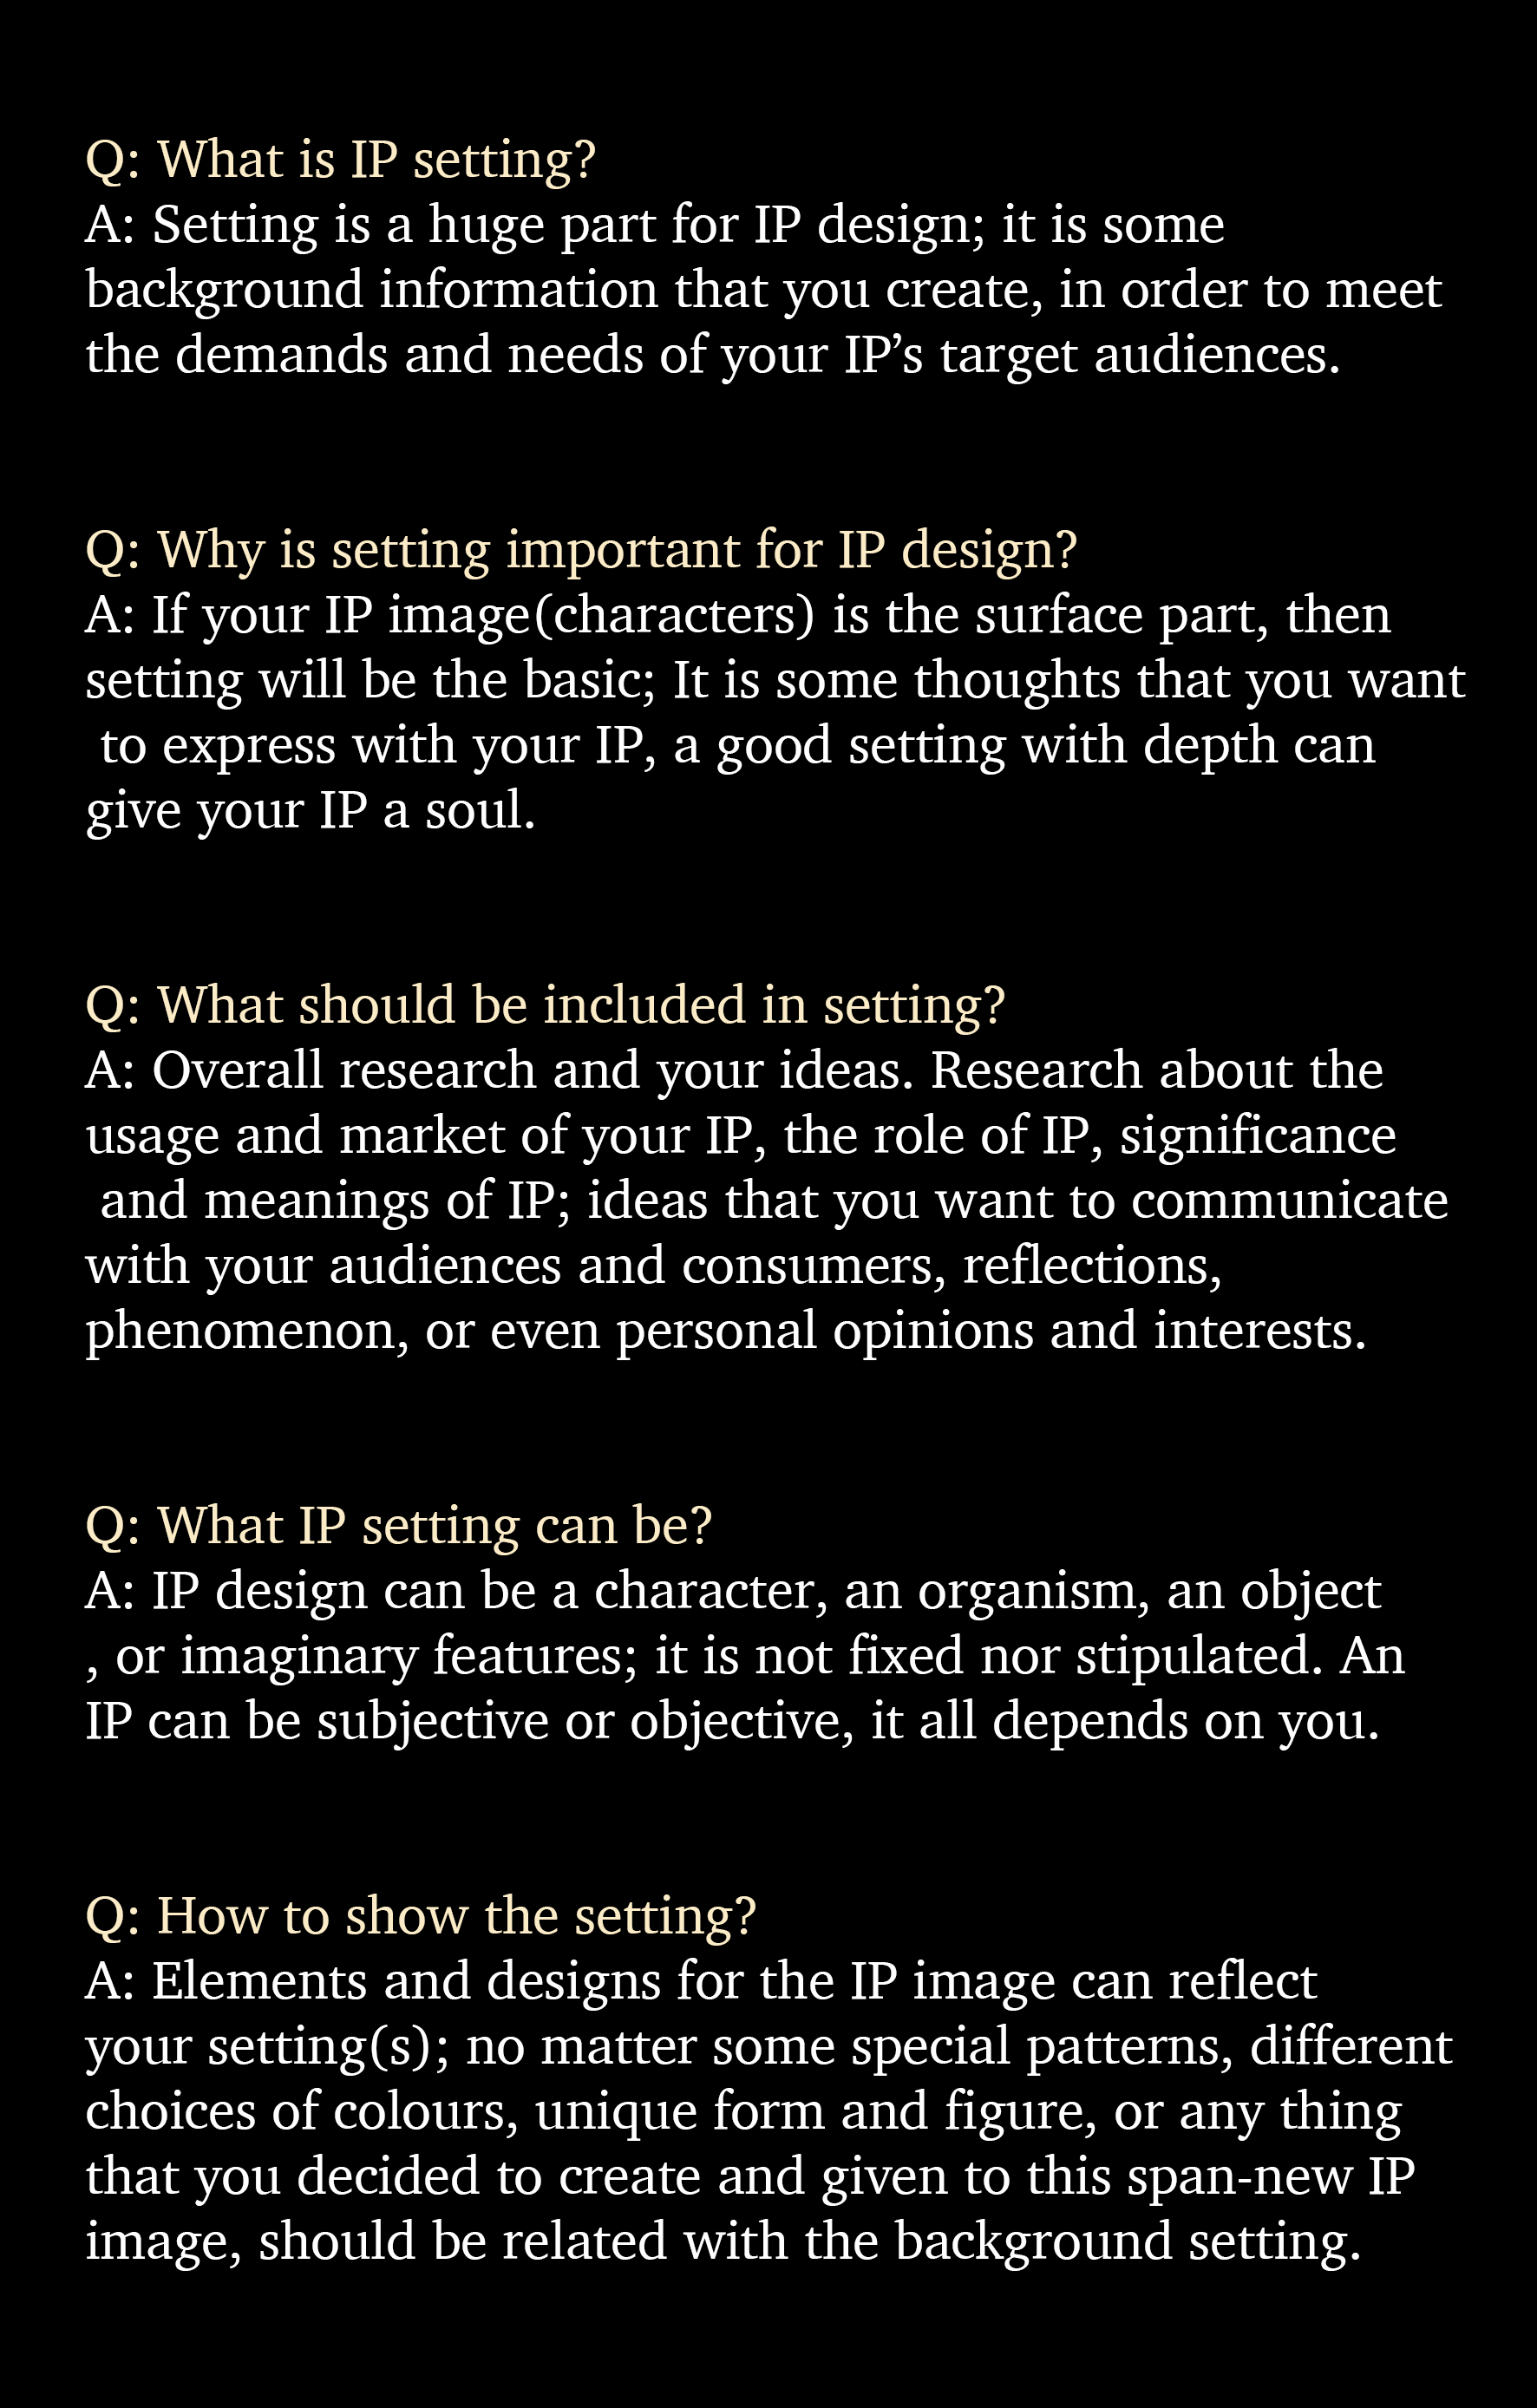 Q: What is IP setting?
A: Setting is a huge part for IP design; it is some
background information that you create, in order to meet
the demands and needs of your IP’s target audiences.
Q: Why is setting important for IP design?
A: If your IP image(characters) is the surface part, then
setting will be the basic; It is some thoughts that you want
to express with your IP, a good setting with depth can
give your IP a soul.
Q: What should be included in setting?
A: Overall research and your ideas. Research about the
usage and market of your IP, the role of IP, significance
and meanings of IP; ideas that you want to communicate
with your audiences and consumers, reflections,
phenomenon, or even personal opinions and interests.
Q: What IP setting can be?
A: IP design can be a character, an organism, an object
, or imaginary features; it is not fixed nor stipulated. An
IP can be subjective or objective, it all depends on you.
Q: How to show the setting?
A: Elements and designs for the IP image can reflect
your setting(s); no matter some special patterns, different
choices of colours, unique form and figure, or any thing
that you decided to create and given to this span-new IP
image, should be related with the background setting.